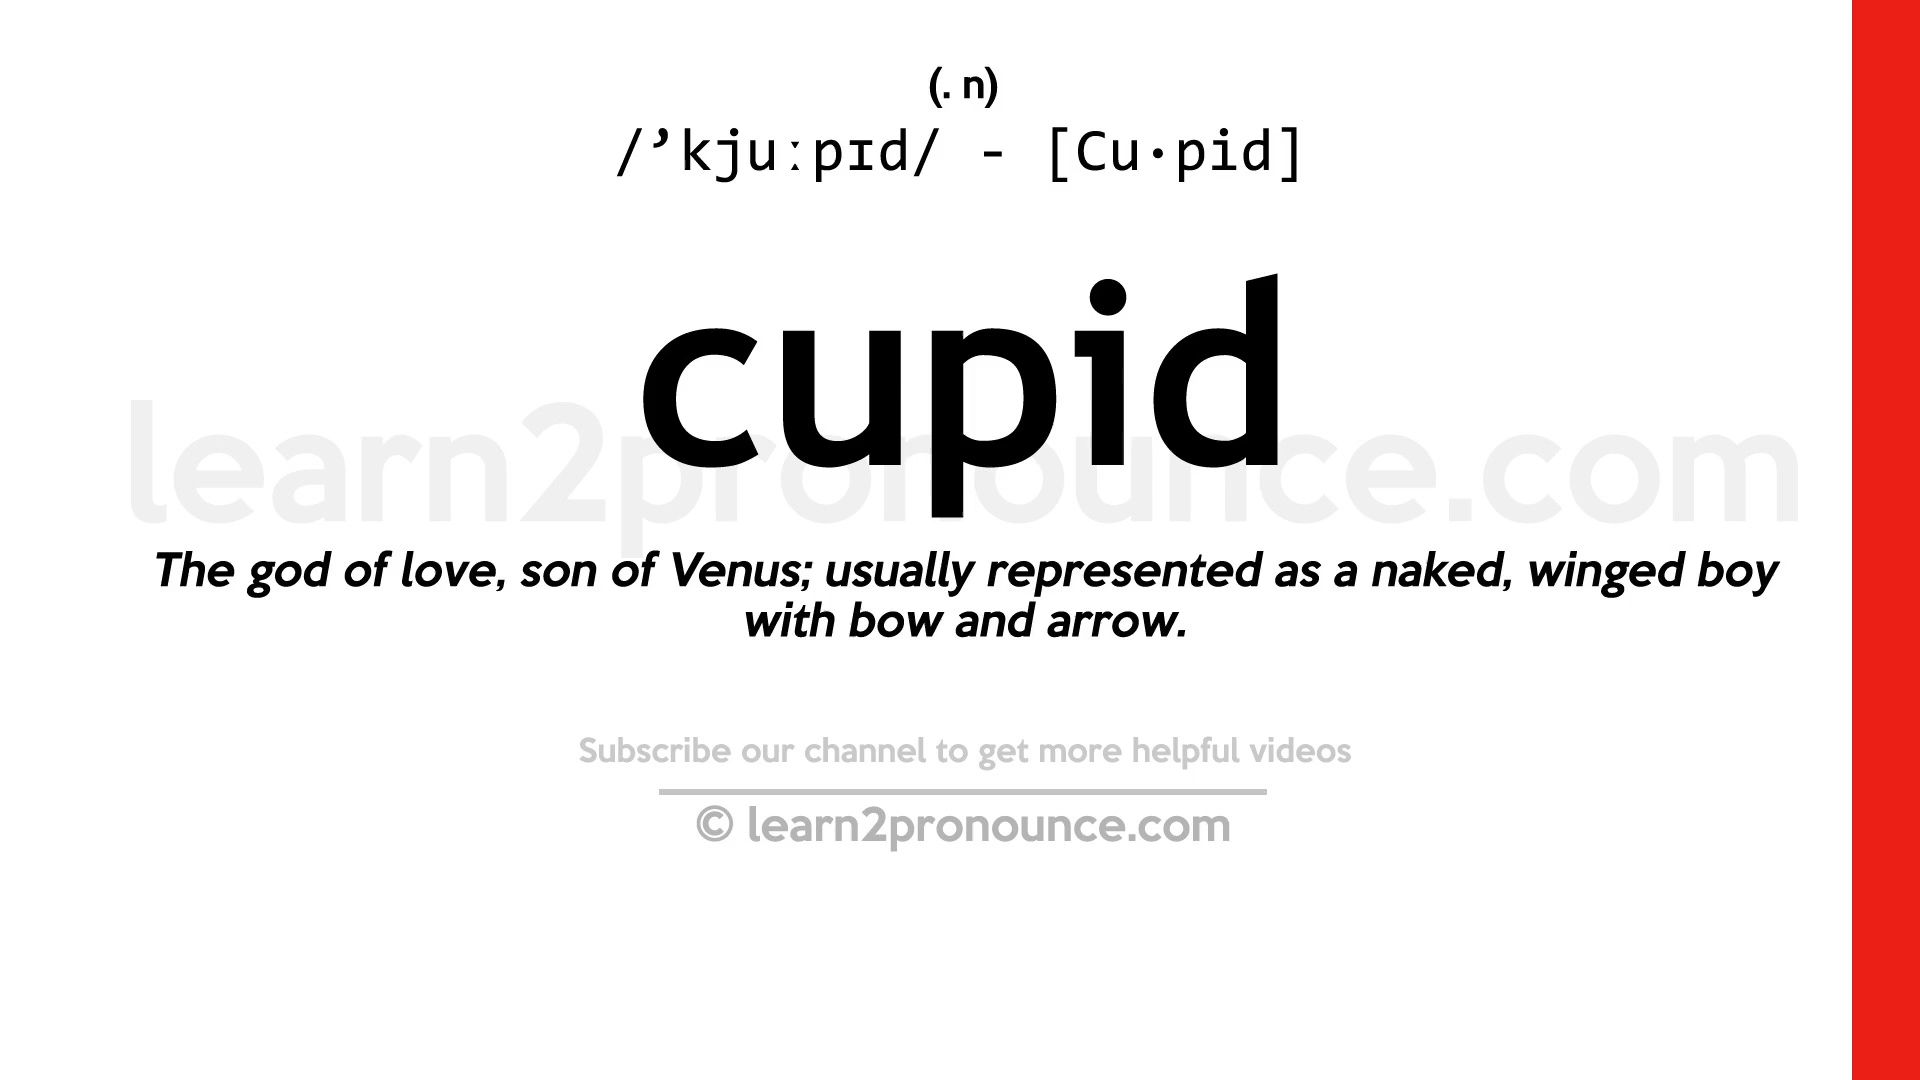 (. n)
/’kjuːpɪd/ - [Cu·pid]
cupid
learn2pronounce.com
The god of love, son of Venus; usually represented as a naked, winged boy
with bow and arrow.
Subscribe our channel to get more helpful videos
© learn2pronounce.com